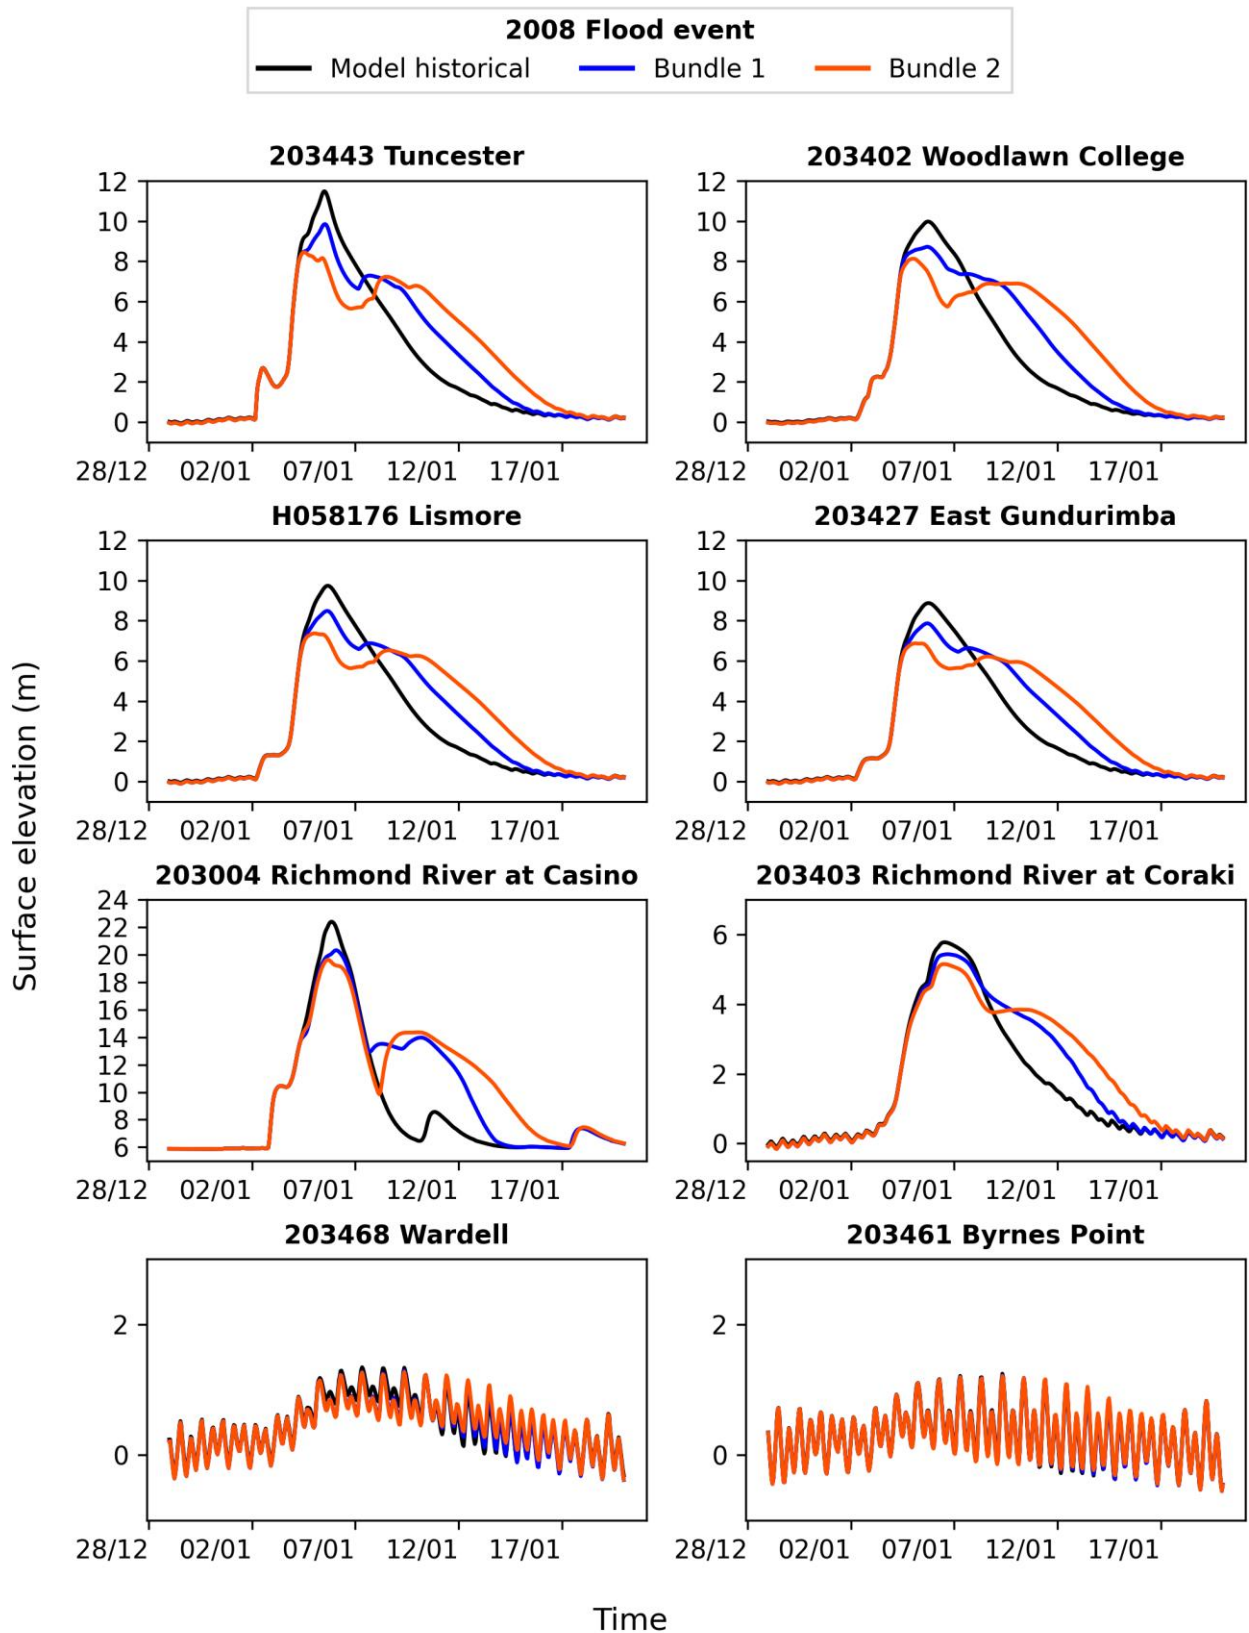 2008 Flood event
Model historical Bundle 1 Bundle 2
203443 Tuncester 203402 Woodlawn College
12 12
10 10
8 8
6 6
4 4
2 2
0 0
28/12 02/01 07/01 12/01 17/01 28/12 02/01 07/01 12/01 17/01
H058176 Lismore 203427 East Gundurimba
12 12
10 10
8 8
6 6
4 4
2 2
0 0
28/12 02/01 07/01 12/01 17/01 28/12 02/01 07/01 12/01 17/01
Surface elevation (m)
203004 Richmond River at Casino 203403 Richmond River at Coraki
24
22
20
18
16
14
12
10
8
6
6
4
2
0
28/12 02/01 07/01 12/01 17/01 28/12 02/01 07/01 12/01 17/01
203468 Wardell 203461 Byrnes Point
2 2
0 0
28/12 02/01 07/01 12/01 17/01 28/12 02/01 07/01 12/01 17/01
Time